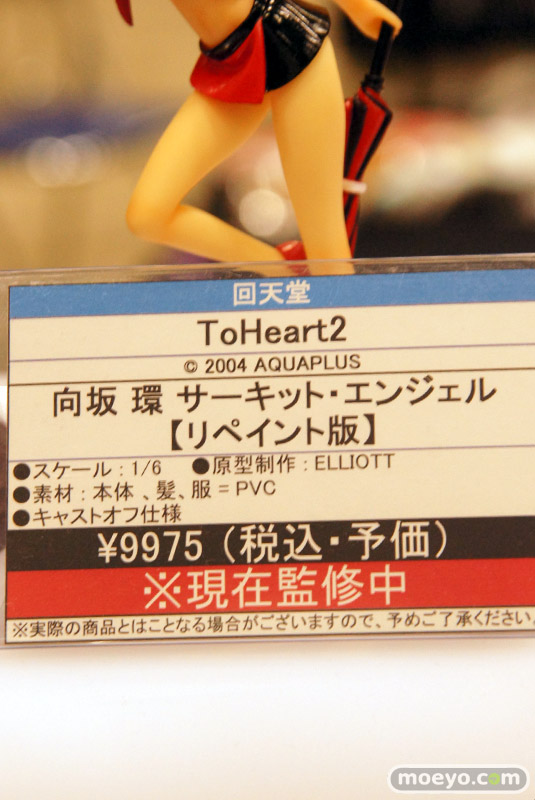 回天堂
ToHeart2
© 2004 AQUAPLUS
向坂 環 サーキット・エンジェル
【リペイント版】
●スケール：1/6 ●原型制作：ELLIOTT
●素材：本体、髪、服＝PVC
●キャストオフ仕様
¥9975（税込・予価）
※現在監修中
※実際の商品とはことなる場合がございますので、予めご了承ください。
moeyo.com